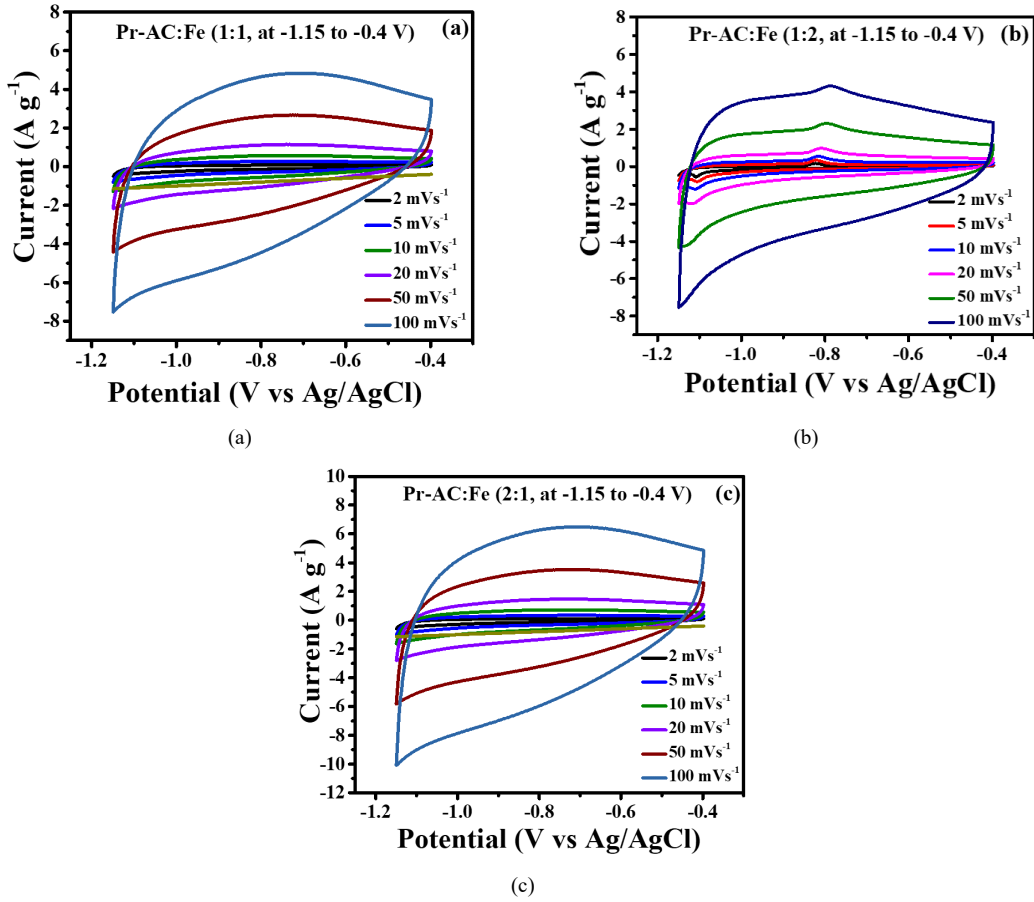 Pr-AC:Fe (1:1, at -1.15 to -0.4 V) (a)
Current (A g-1)
8
6
4
2
0
-2
-4
-6
-8
2 mVs-1
5 mVs-1
10 mVs-1
20 mVs-1
50 mVs-1
100 mVs-1
-1.2 -1.0 -0.8 -0.6 -0.4
Potential (V vs Ag/AgCl)
(a)
Pr-AC:Fe (1:2, at -1.15 to -0.4 V) (b)
Current (A g-1)
8
6
4
2
0
-2
-4
-6
-8
2 mVs-1
5 mVs-1
10 mVs-1
20 mVs-1
50 mVs-1
100 mVs-1
-1.2 -1.0 -0.8 -0.6 -0.4
Potential (V vs Ag/AgCl)
(b)
Pr-AC:Fe (2:1, at -1.15 to -0.4 V) (c)
Current (A g-1)
10
8
6
4
2
0
-2
-4
-6
-8
-10
-12
2 mVs-1
5 mVs-1
10 mVs-1
20 mVs-1
50 mVs-1
100 mVs-1
-1.2 -1.0 -0.8 -0.6 -0.4
Potential (V vs Ag/AgCl)
(c)